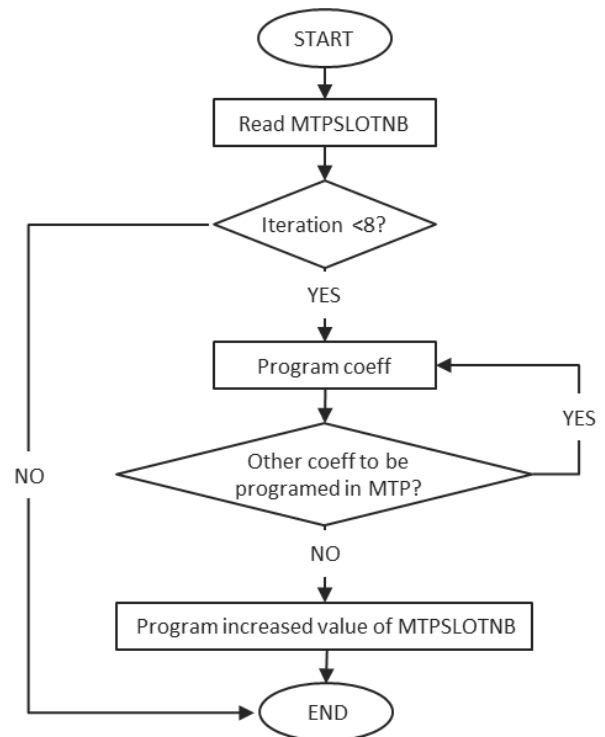 START
Read MTPSLOTNB
Iteration <8?
YES
Program coeff
YES
Other coeff to be
programed in MTP?
NO
NO
Program increased value of MTPSLOTNB
END